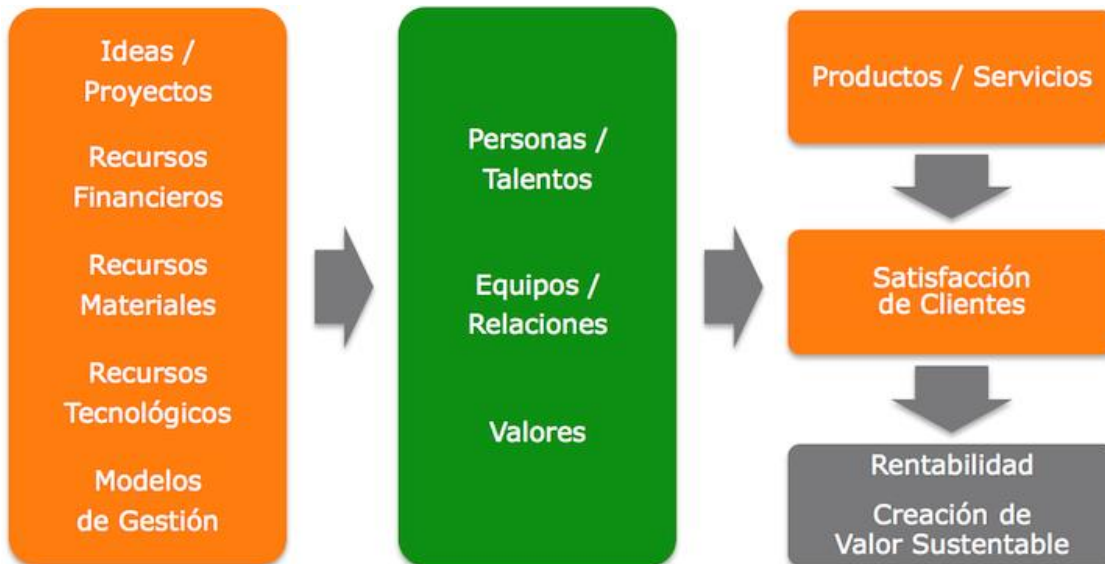 Ideas /
Proyectos
Recursos
Financieros
Recursos
Materiales
Recursos
Tecnológicos
Modelos
de Gestión
Personas /
Talentos
Equipos /
Relaciones
Valores
Productos / Servicios
Satisfacción
de Clientes
Rentabilidad
Creación de
Valor Sustentable